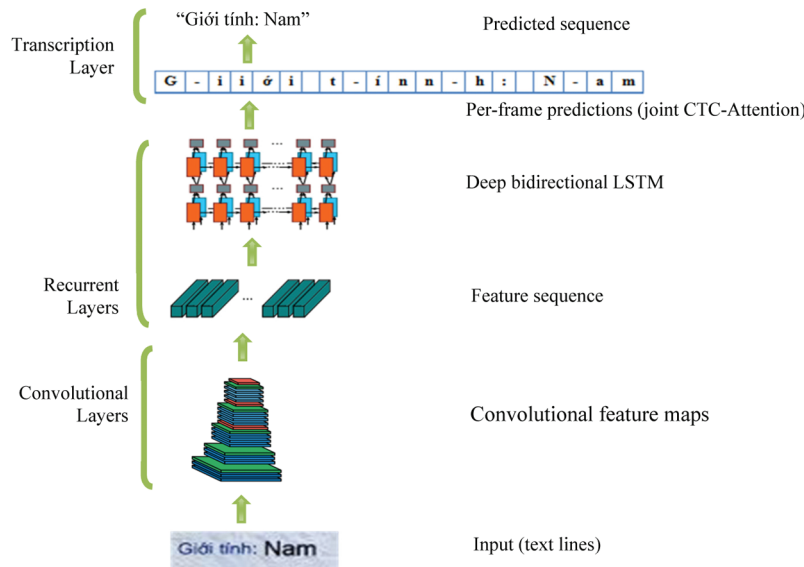 “Giới tính: Nam”
Predicted sequence
Transcription
Layer
G - i i ớ i t - í n n - h : N - a m
Per-frame predictions (joint CTC-Attention)
...
...
Deep bidirectional LSTM
Recurrent
Layers
...
Feature sequence
Convolutional
Layers
Convolutional feature maps
Giới tính: Nam
Input (text lines)